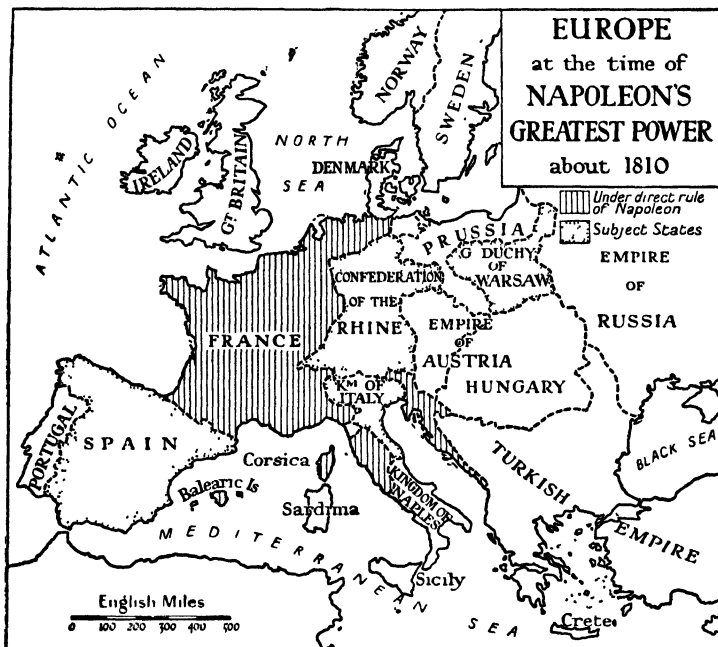 EUROPE
at the time of
NAPOLEON'S
GREATEST POWER
about 1810
Under direct rule
of Napoleon
Subject States
ATLANTIC OCEAN
NORWAY
SWEDEN
NORTH
SEA
DENMARK
IRELAND
GT BRITAIN
PRUSSIA
G DUCHY
OF
WARSAW
EMPIRE
OF
RUSSIA
CONFEDERATION
OF THE
RHINE
FRANCE
EMPIRE
OF
AUSTRIA
HUNGARY
KM OF
ITALY
PORTUGAL
SPAIN
Corsica
Balearic Is
Sardinia
KINGDOM OF
NAPLES
TURKISH
EMPIRE
BLACK SEA
MEDITERRANEAN SEA
Sicily
Crete
English Miles
0 100 200 300 400 500